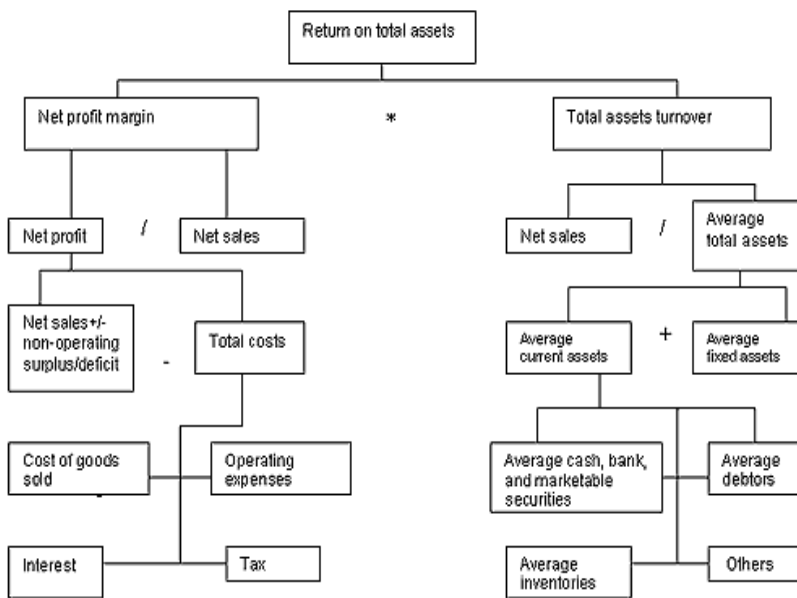 Return on total assets
Net profit margin
*
Total assets turnover
Net profit
/
Net sales
Net sales
/
Average
total assets
Net sales+/-
non-operating
surplus/deficit
-
Total costs
Average
current assets
+
Average
fixed assets
Cost of goods
sold
Operating
expenses
Average cash, bank,
and marketable
securities
Average
debtors
-
Interest
Tax
Average
inventories
Others